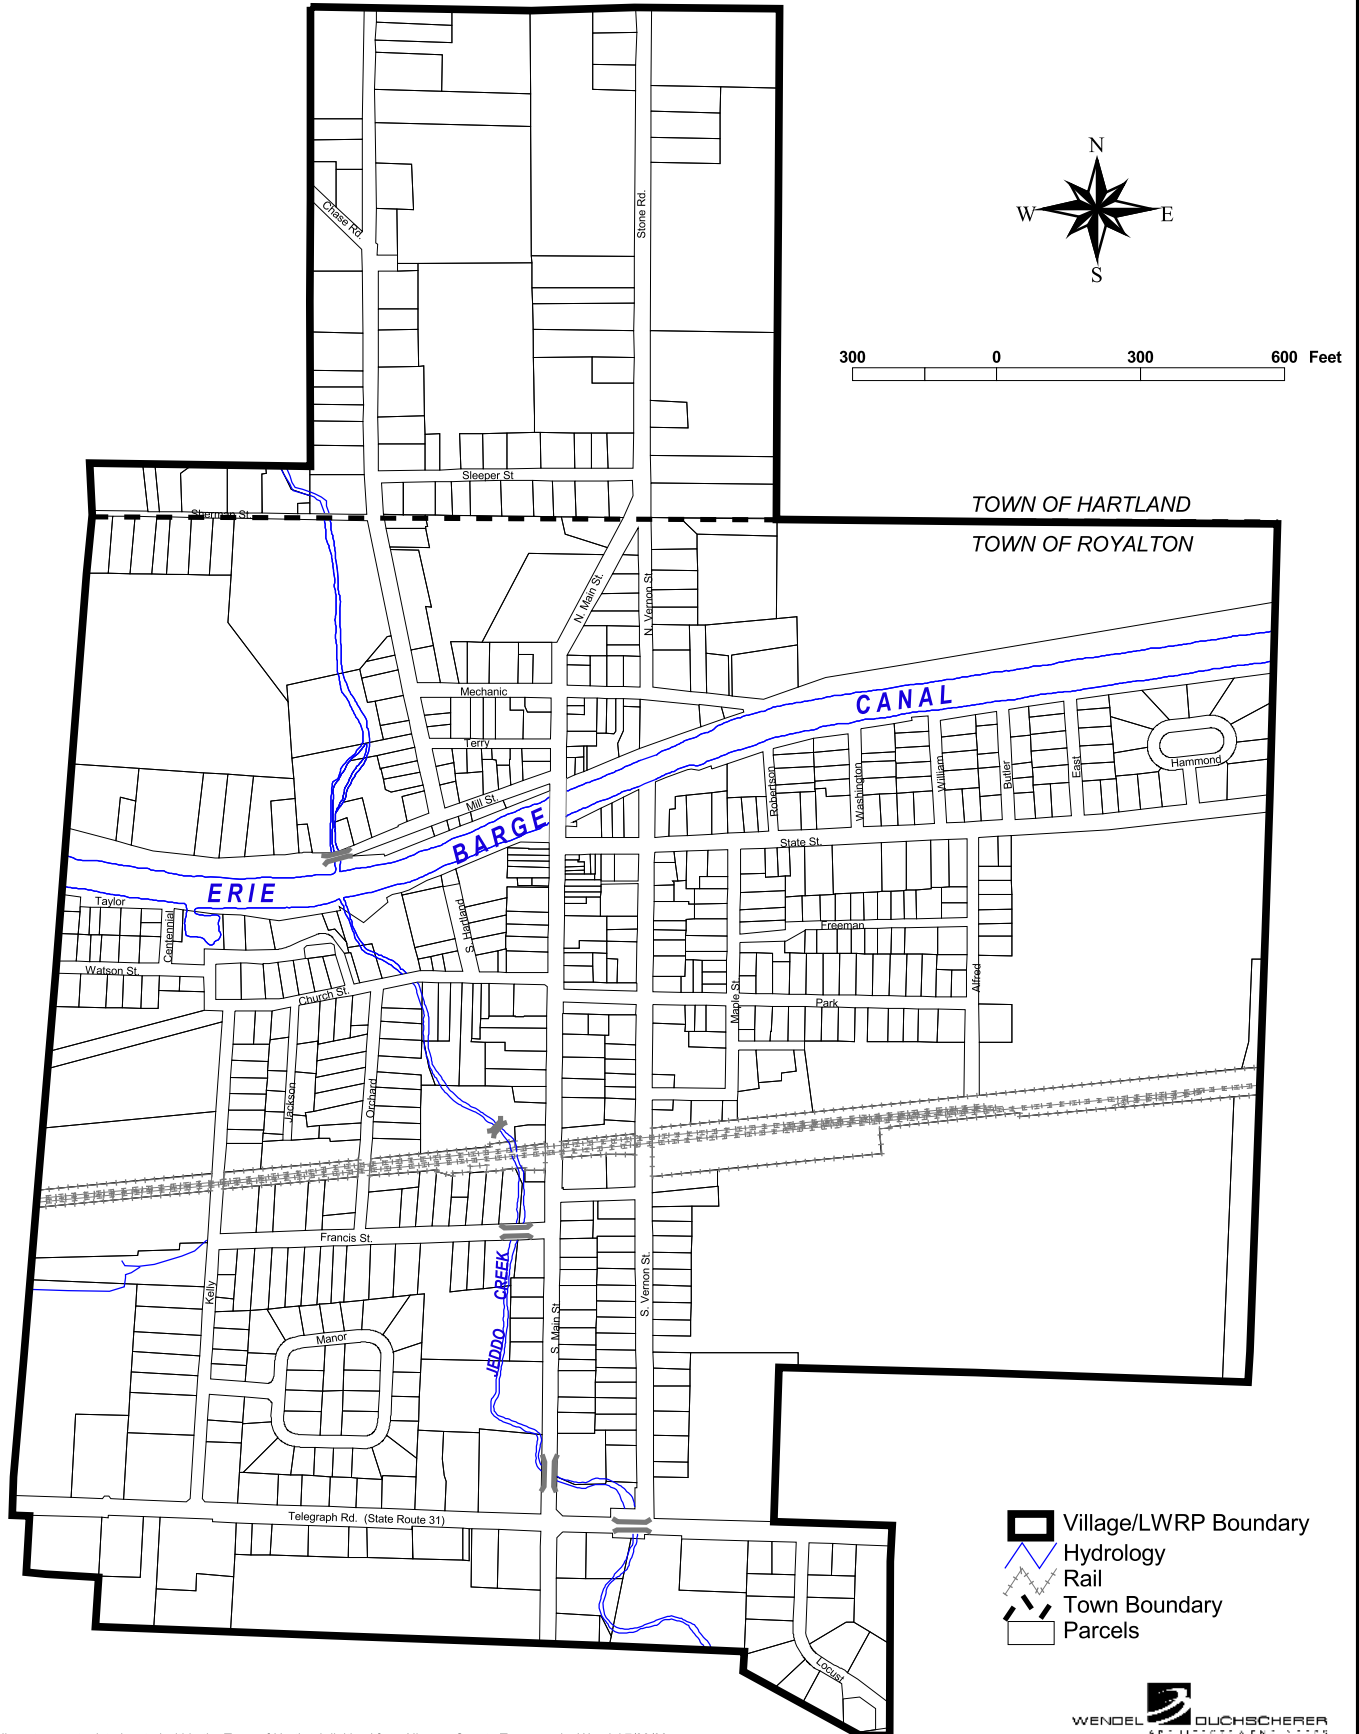 N
W E
S
Chase Rd.
Stone Rd.
300 0 300 600 Feet
Sleeper St
Sherman St.
TOWN OF HARTLAND
TOWN OF ROYALTON
N. Main St.
N. Vernon St
Mechanic
Terry
Mill St.
CANAL
BARGE
ERIE
Robertson
Washington
William
Butler
East
Hammond
State St.
Taylor
Centennial
S. Hartland
Freeman
Watson St.
Church St.
Maple St
Park
Alfred
Jackson
Orchard
Francis St.
JEDDO CREEK
Kelly
S. Main St
S. Vernon St.
Manor
Telegraph Rd. (State Route 31)
Locust
Village/LWRP Boundary
Hydrology
Rail
Town Boundary
Parcels
WENDEL DUCHSCHERER